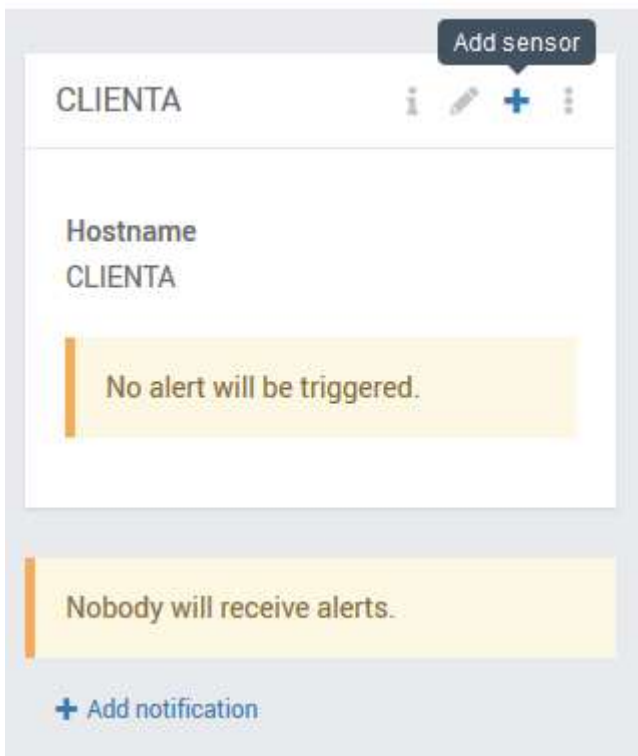 Add sensor
CLIENTA
Hostname
CLIENTA
No alert will be triggered.
Nobody will receive alerts.
Add notification